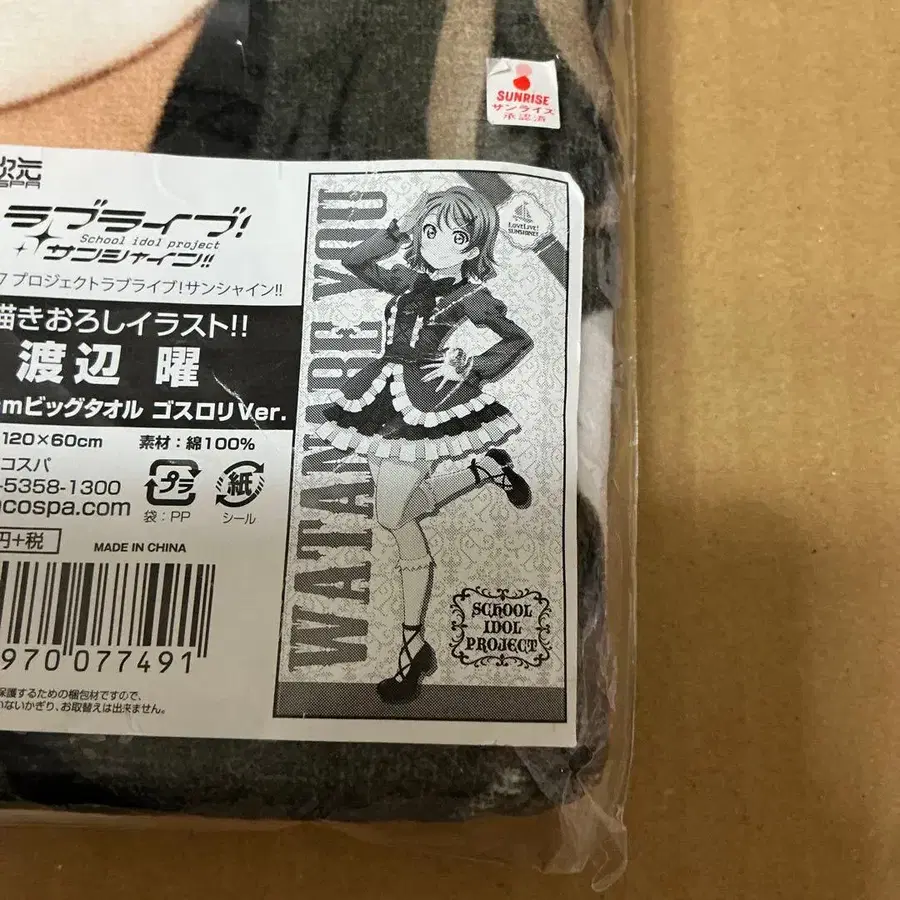 SUNRISE
サンライズ
承認済
次元
SPA
ラブライブ!
School idol project
サンシャイン!!
7 プロジェクトラブライブ!サンシャイン!!
描きおろしイラスト!!
渡辺 曜
mビッグタオル ゴスロリVer.
120×60cm 素材:綿100%
コスパ
-5358-1300
cospa.com
プラ
袋:PP
紙
シール
円+税
MADE IN CHINA
970 077491
保護するための梱包材ですので、
いないかぎり、お取替えは出来ません。
WATANABE YOU
LOVELIVE!
SUNSHINE!!
SCHOOL
IDOL
PROJECT